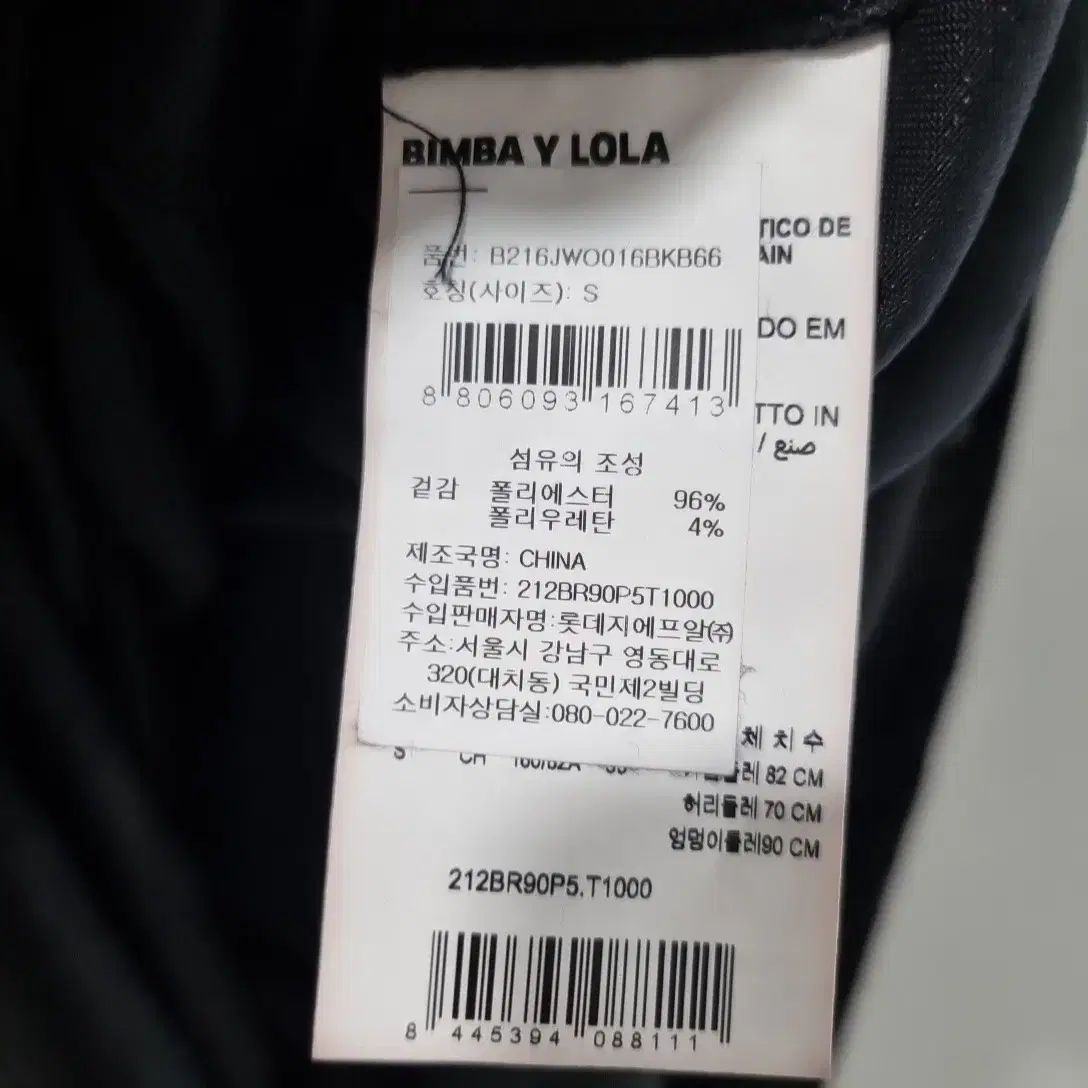 BIMBA Y LOLA
TICO DE
AIN
품번: B216JWO016BKB66
호칭(사이즈): S
DO EM
8 806093 167413
TTO IN
/ صنع
섬유의 조성
겉감 폴리에스터 96%
폴리우레탄 4%
제조국명: CHINA
수입품번: 212BR90P5T1000
수입판매자명:롯데지에프알㈜
주소:서울시 강남구 영동대로
320(대치동) 국민제2빌딩
소비자상담실:080-022-7600
체 치 수
S CH 160/82A
레 82 CM
허리둘레 70 CM
엉덩이둘레90 CM
212BR90P5.T1000
8 445394 088111